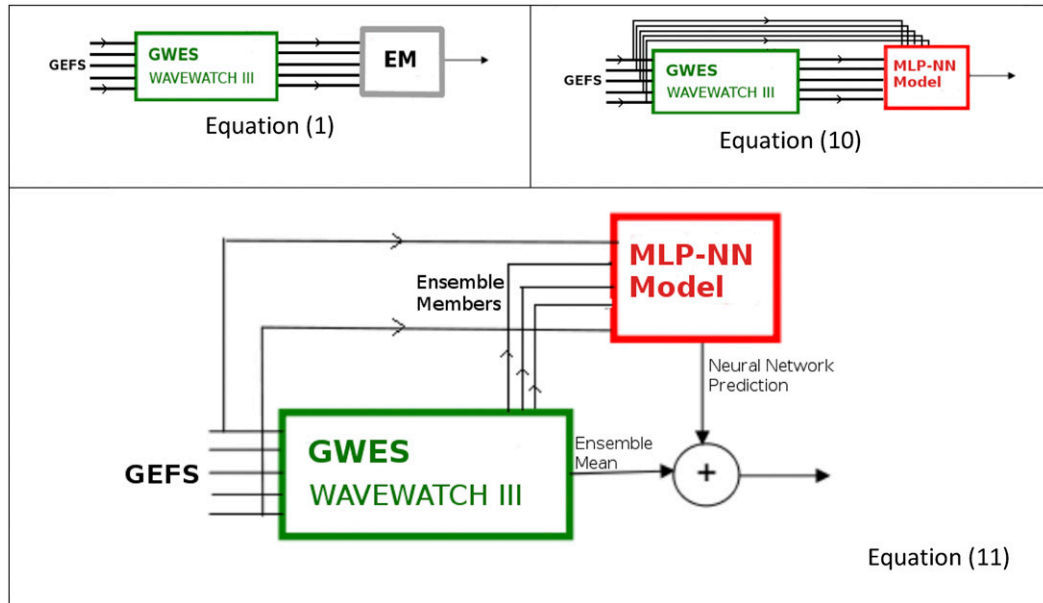 GEFS
GWES
WAVEWATCH III
EM
Equation (1)
GEFS
GWES
WAVEWATCH III
MLP-NN
Model
Equation (10)
MLP-NN
Model
Ensemble
Members
Neural Network
Prediction
GEFS
GWES
WAVEWATCH III
Ensemble
Mean
+
Equation (11)